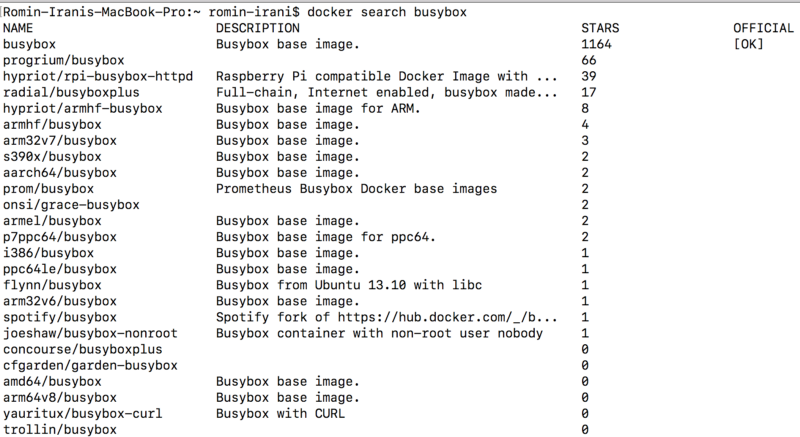 Romin-Iranis-MacBook-Pro:~ romin-irani$ docker search busybox
NAME DESCRIPTION STARS OFFICIAL
busybox Busybox base image. 1164 [OK]
progrium/busybox 66
hypriot/rpi-busybox-httpd Raspberry Pi compatible Docker Image with ... 39
radial/busyboxplus Full-chain, Internet enabled, busybox made... 17
hypriot/armhf-busybox Busybox base image for ARM. 8
armhf/busybox Busybox base image. 4
arm32v7/busybox Busybox base image. 3
s390x/busybox Busybox base image. 2
aarch64/busybox Busybox base image. 2
prom/busybox Prometheus Busybox Docker base images 2
onsi/grace-busybox 2
armel/busybox Busybox base image. 2
p7ppc64/busybox Busybox base image for ppc64. 2
i386/busybox Busybox base image. 1
ppc64le/busybox Busybox base image. 1
flynn/busybox Busybox from Ubuntu 13.10 with libc 1
arm32v6/busybox Busybox base image. 1
spotify/busybox Spotify fork of https://hub.docker.com/_/b... 1
joeshaw/busybox-nonroot Busybox container with non-root user nobody 1
concourse/busyboxplus 0
cfgarden/garden-busybox 0
amd64/busybox Busybox base image. 0
arm64v8/busybox Busybox base image. 0
yauritux/busybox-curl Busybox with CURL 0
trollin/busybox 0